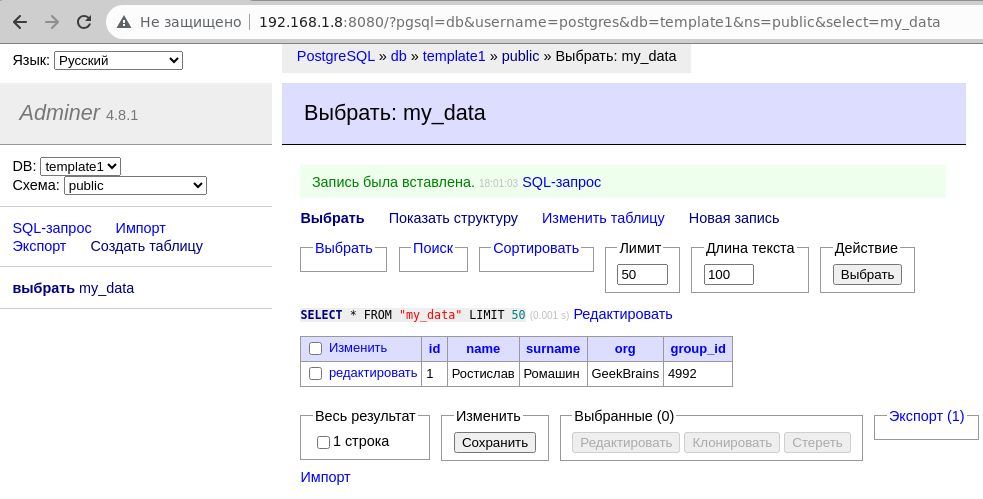 Не защищено 192.168.1.8:8080/?pgsql=db&username=postgres&db=template1&ns=public&select=my_data
Язык: Русский
PostgreSQL » db » template1 » public » Выбрать: my_data
Adminer 4.8.1
Выбрать: my_data
DB: template1
Схема: public
SQL-запрос Импорт
Экспорт Создать таблицу
выбрать my_data
Запись была вставлена. 18:01:03 SQL-запрос
Выбрать Показать структуру Изменить таблицу Новая запись
Выбрать Поиск Сортировать Лимит Длина текста Действие
50 100 Выбрать
SELECT * FROM "my_data" LIMIT 50 (0.001 s) Редактировать
Изменить id name surname org group_id
редактировать 1 Ростислав Ромашин GeekBrains 4992
Весь результат Изменить Выбранные (0) Экспорт (1)
1 строка Сохранить Редактировать Клонировать Стереть
Импорт